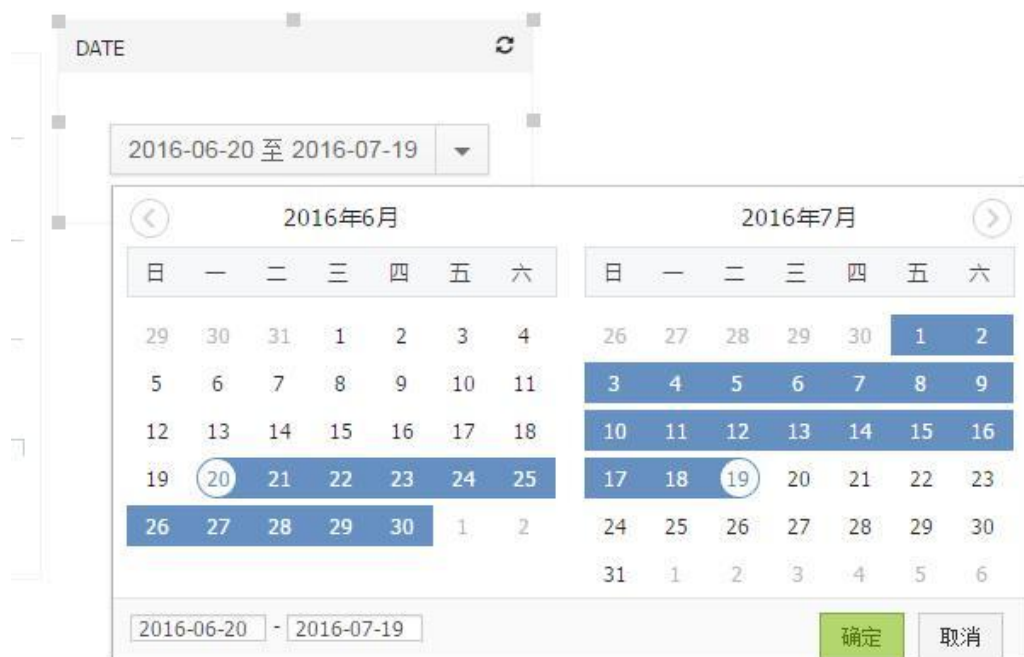 DATE
2016-06-20 至 2016-07-19
2016年6月 2016年7月
日 一 二 三 四 五 六 日 一 二 三 四 五 六
29 30 31 1 2 3 4 26 27 28 29 30 1 2
5 6 7 8 9 10 11 3 4 5 6 7 8 9
12 13 14 15 16 17 18 10 11 12 13 14 15 16
19 20 21 22 23 24 25 17 18 19 20 21 22 23
26 27 28 29 30 1 2 24 25 26 27 28 29 30
31 1 2 3 4 5 6
2016-06-20 - 2016-07-19 确定 取消